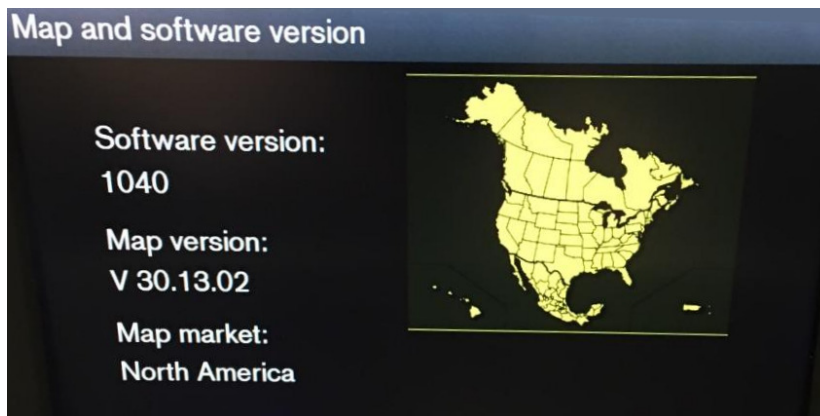 Map and software version
Software version:
1040
Map version:
V 30.13.02
Map market:
North America